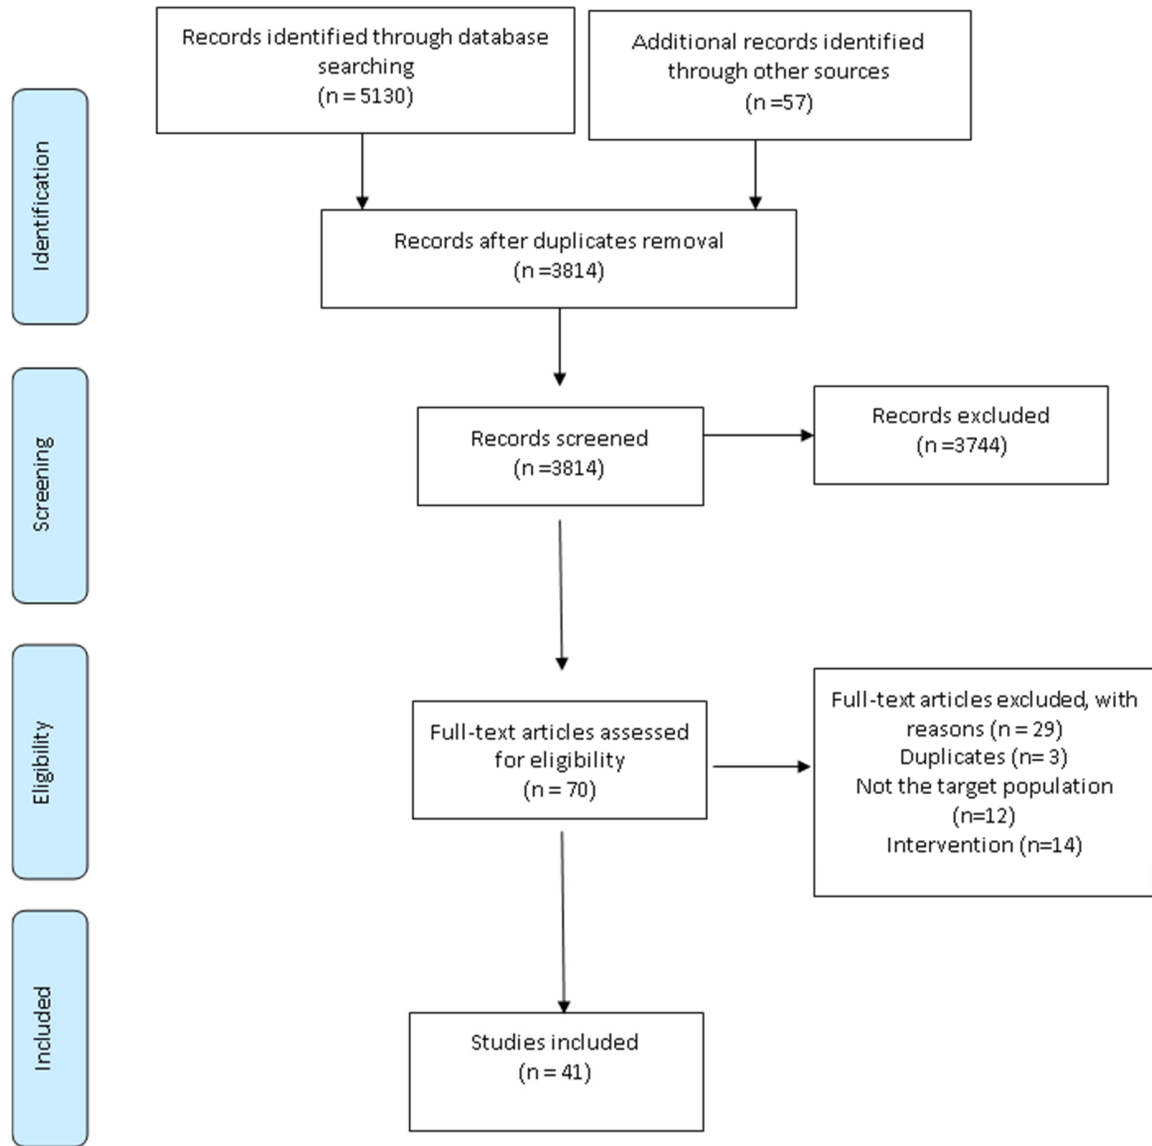 Records identified through database
searching
(n = 5130)
Additional records identified
through other sources
(n =57)
Identification
Records after duplicates removal
(n =3814)
Screening
Records screened
(n =3814)
Records excluded
(n =3744)
Eligibility
Full-text articles assessed
for eligibility
(n = 70)
Full-text articles excluded, with
reasons (n = 29)
Duplicates (n= 3)
Not the target population
(n=12)
Intervention (n=14)
Included
Studies included
(n = 41)